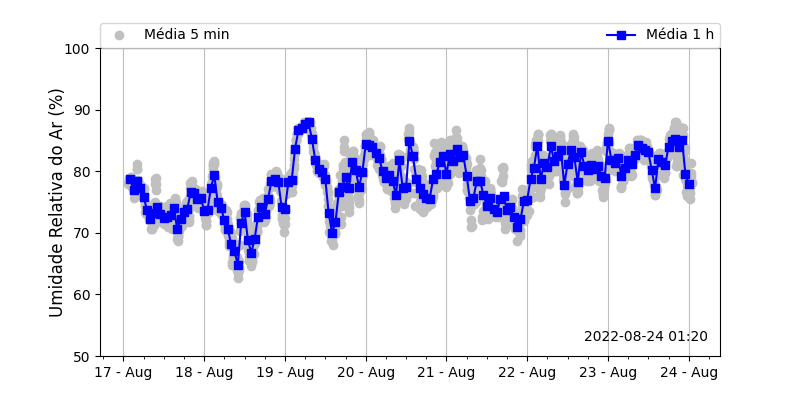 Média 5 min
Média 1 h
Umidade Relativa do Ar (%)
100
90
80
70
60
50
2022-08-24 01:20
17 - Aug
18 - Aug
19 - Aug
20 - Aug
21 - Aug
22 - Aug
23 - Aug
24 - Aug